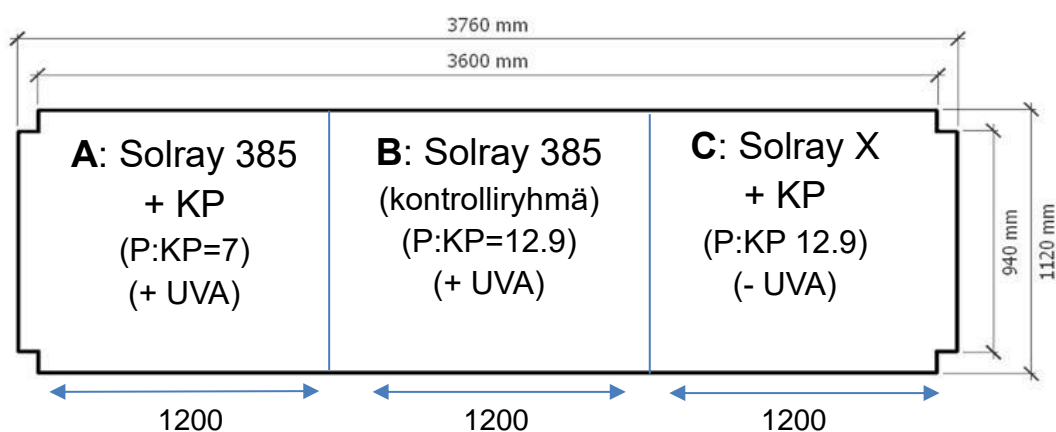 3760 mm
3600 mm
A: Solray 385
+ KP
(P:KP=7)
(+ UVA)
B: Solray 385
(kontrolliryhmä)
(P:KP=12.9)
(+ UVA)
C: Solray X
+ KP
(P:KP 12.9)
(- UVA)
940 mm
1120 mm
1200
1200
1200